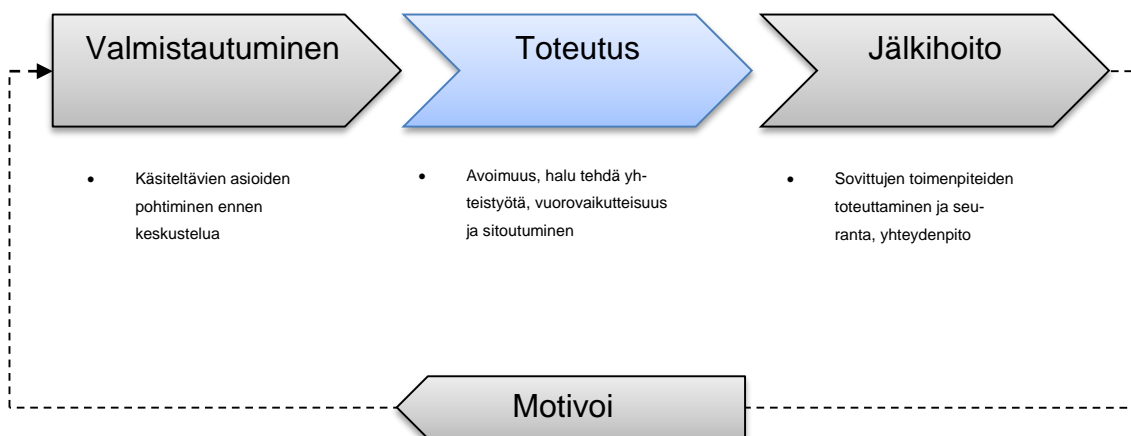 Valmistautuminen
Toteutus
Jälkihoito
• Käsiteltävien asioiden
pohtiminen ennen
keskustelua
• Avoimuus, halu tehdä yh-
teistyötä, vuorovaikutteisuus
ja sitoutuminen
• Sovittujen toimenpiteiden
toteuttaminen ja seu-
ranta, yhteydenpito
Motivoi